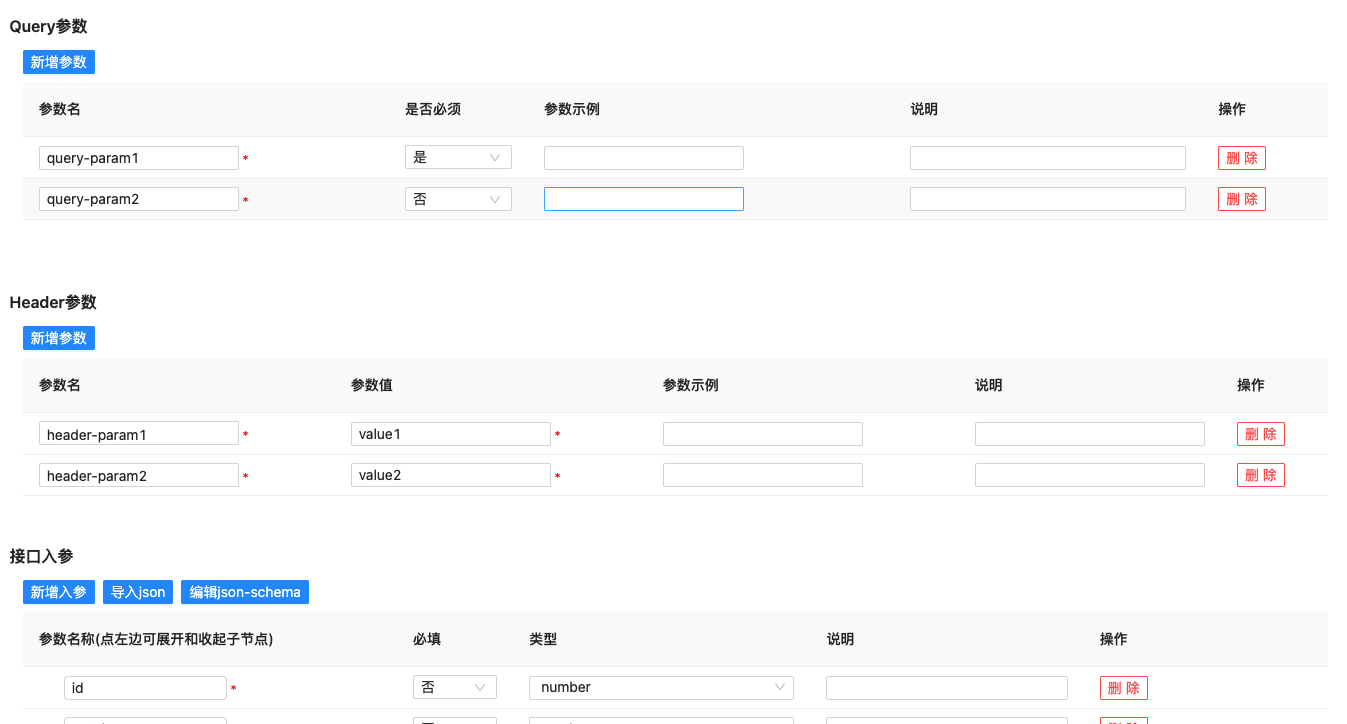 Query参数
新增参数
参数名 是否必须 参数示例 说明 操作
query-param1 * 是 删 除
query-param2 * 否 删 除
Header参数
新增参数
参数名 参数值 参数示例 说明 操作
header-param1 * value1 * 删 除
header-param2 * value2 * 删 除
接口入参
新增入参 导入json 编辑json-schema
参数名称(点左边可展开和收起子节点) 必填 类型 说明 操作
id * 否 number 删 除